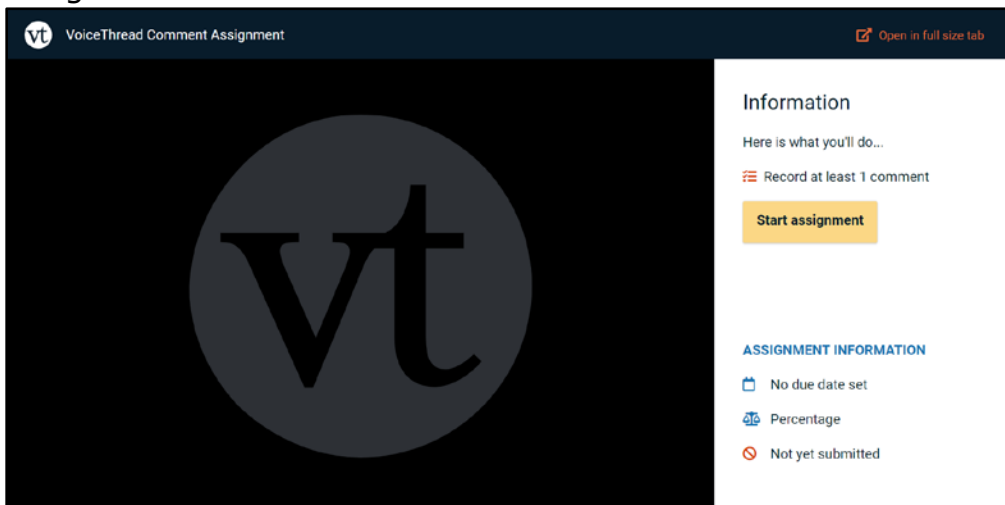 vt VoiceThread Comment Assignment
Open in full size tab
vt
Information
Here is what you'll do...
Record at least 1 comment
Start assignment
ASSIGNMENT INFORMATION
No due date set
Percentage
Not yet submitted